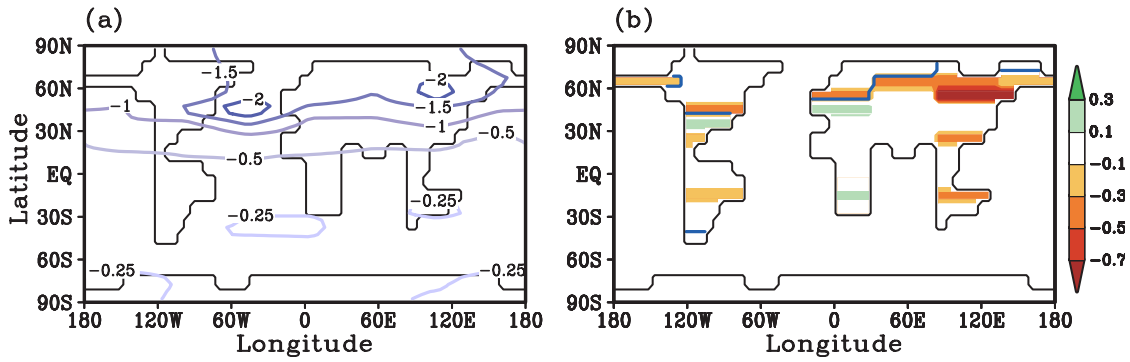 (a)
(b)
90N
60N
30N
EQ
30S
60S
90S
Latitude
-1.5
-2
-2
-1.5
-1
-1
-0.5
-0.5
-0.25
-0.25
-0.25
-0.25
180
120W
60W
0
60E
120E
180
Longitude
90N
60N
30N
EQ
30S
60S
90S
180
120W
60W
0
60E
120E
180
Longitude
0.3
0.1
-0.1
-0.3
-0.5
-0.7